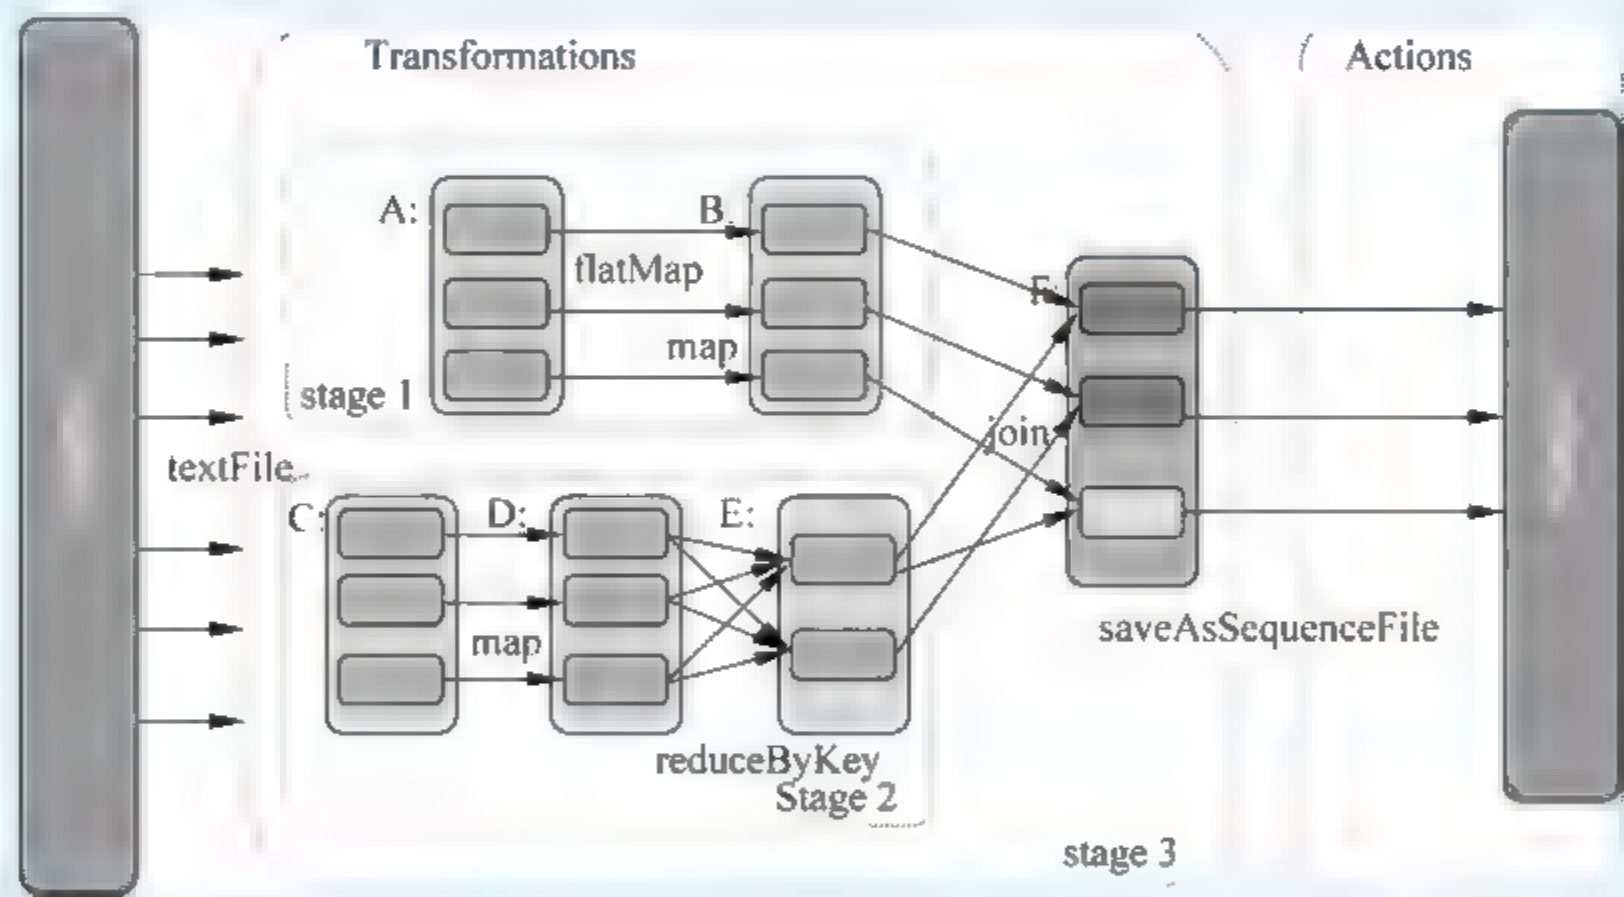 Transformations
Actions
A:
B
flatMap
F:
map
stage 1
join
textFile
C:
D:
E:
map
saveAsSequenceFile
reduceByKey
Stage 2
stage 3